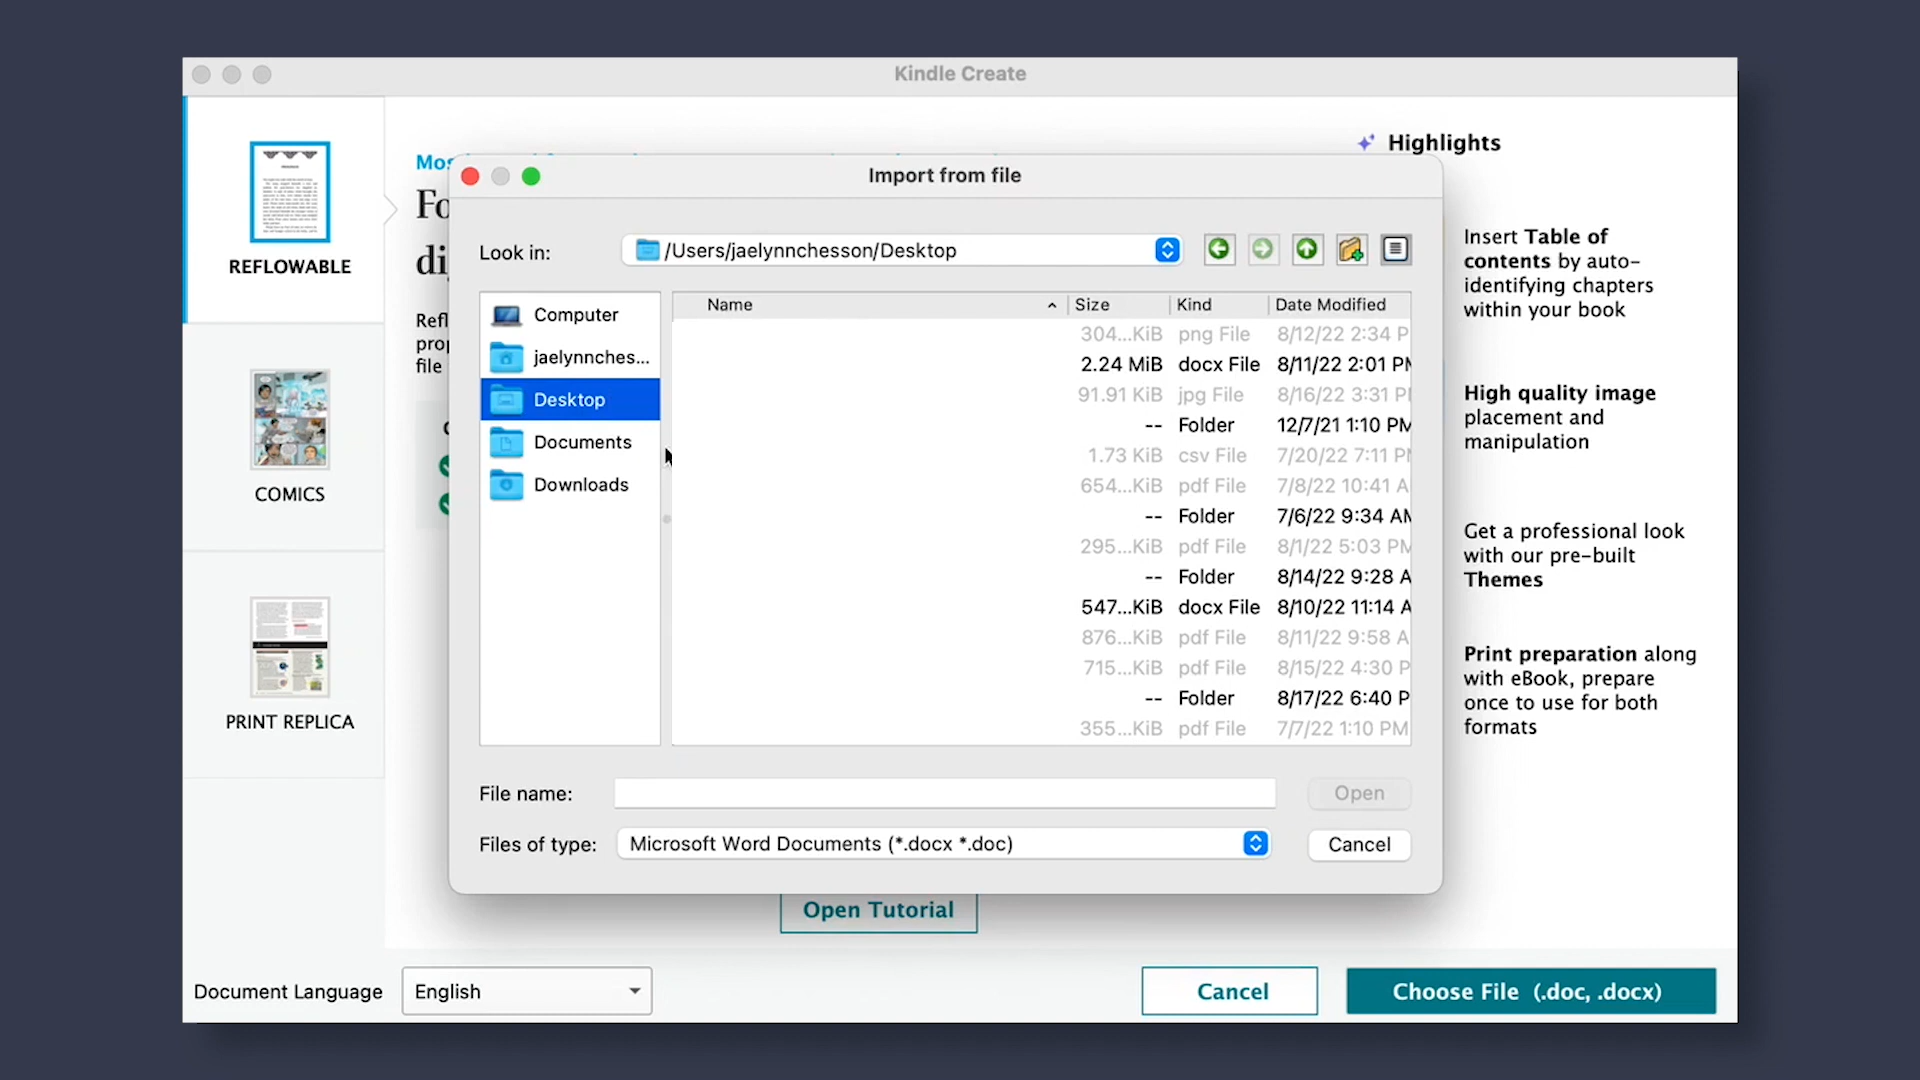 Kindle Create
REFLOWABLE
COMICS
PRINT REPLICA
Highlights
Insert Table of
contents by auto-
identifying chapters
within your book
High quality image
placement and
manipulation
Get a professional look
with our pre-built
Themes
Print preparation along
with eBook, prepare
once to use for both
formats
Import from file
Look in:
/Users/jaelynnchesson/Desktop
Computer
jaelynnches...
Desktop
Documents
Downloads
Name Size Kind Date Modified
304...KiB png File 8/12/22 2:34 P
2.24 MiB docx File 8/11/22 2:01 PM
91.91 KiB jpg File 8/16/22 3:31 P
-- Folder 12/7/21 1:10 PM
1.73 KiB csv File 7/20/22 7:11 P
654...KiB pdf File 7/8/22 10:41 A
-- Folder 7/6/22 9:34 AM
295...KiB pdf File 8/1/22 5:03 PM
-- Folder 8/14/22 9:28 A
547...KiB docx File 8/10/22 11:14 A
876...KiB pdf File 8/11/22 9:58 A
715...KiB pdf File 8/15/22 4:30 P
-- Folder 8/17/22 6:40 P
355...KiB pdf File 7/7/22 1:10 PM
File name:
Open
Files of type:
Microsoft Word Documents (*.docx *.doc)
Cancel
Open Tutorial
Document Language
English
Cancel
Choose File (.doc, .docx)